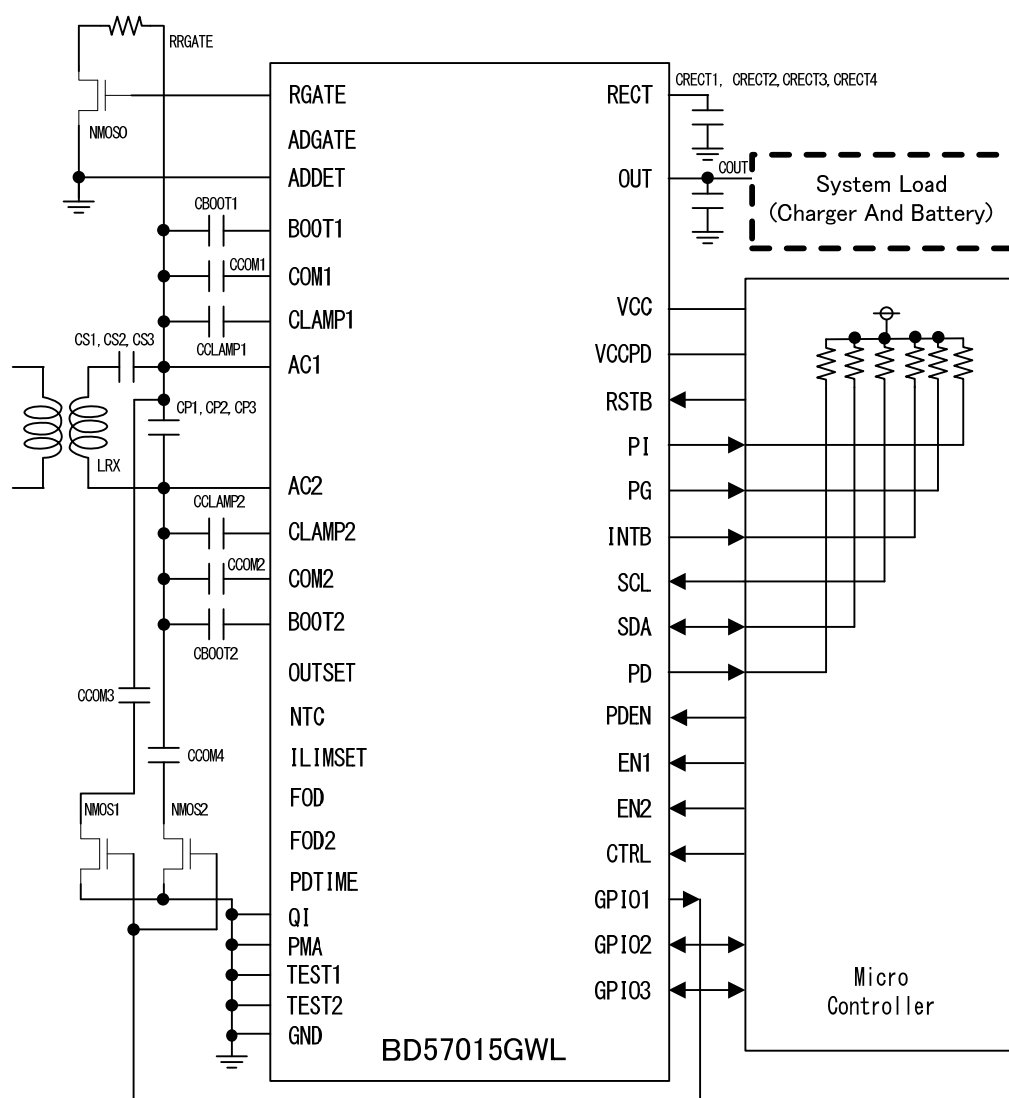 RRGATE
NMOS0
RGATE
ADGATE
ADDET
CBOOT1
BOOT1
CCOM1
COM1
CLAMP1
CCLAMP1
CS1, CS2, CS3
AC1
CP1, CP2, CP3
LRX
AC2
CCLAMP2
CLAMP2
CCOM2
COM2
BOOT2
CBOOT2
OUTSET
CCOM3
NTC
CCOM4
ILIMSET
FOD
NMOS1
NMOS2
FOD2
PDTIME
QI
PMA
TEST1
TEST2
GND
BD57015GWL
CRECT1, CRECT2, CRECT3, CRECT4
RECT
COUT
OUT
System Load
(Charger And Battery)
VCC
VCCPD
RSTB
PI
PG
INTB
SCL
SDA
PD
PDEN
EN1
EN2
CTRL
GPIO1
GPIO2
GPIO3
Micro
Controller